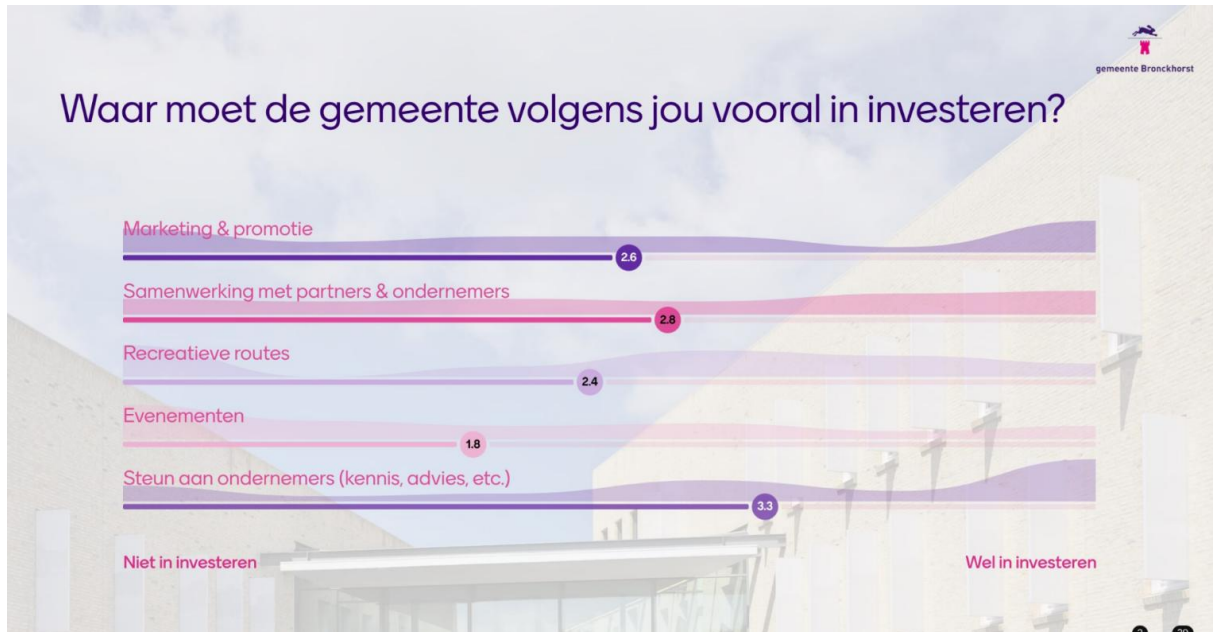 gemeente Bronckhorst
Waar moet de gemeente volgens jou vooral in investeren?
Marketing & promotie
2.6
Samenwerking met partners & ondernemers
2.8
Recreatieve routes
2.4
Evenementen
1.8
Steun aan ondernemers (kennis, advies, etc.)
3.3
Niet in investeren
Wel in investeren